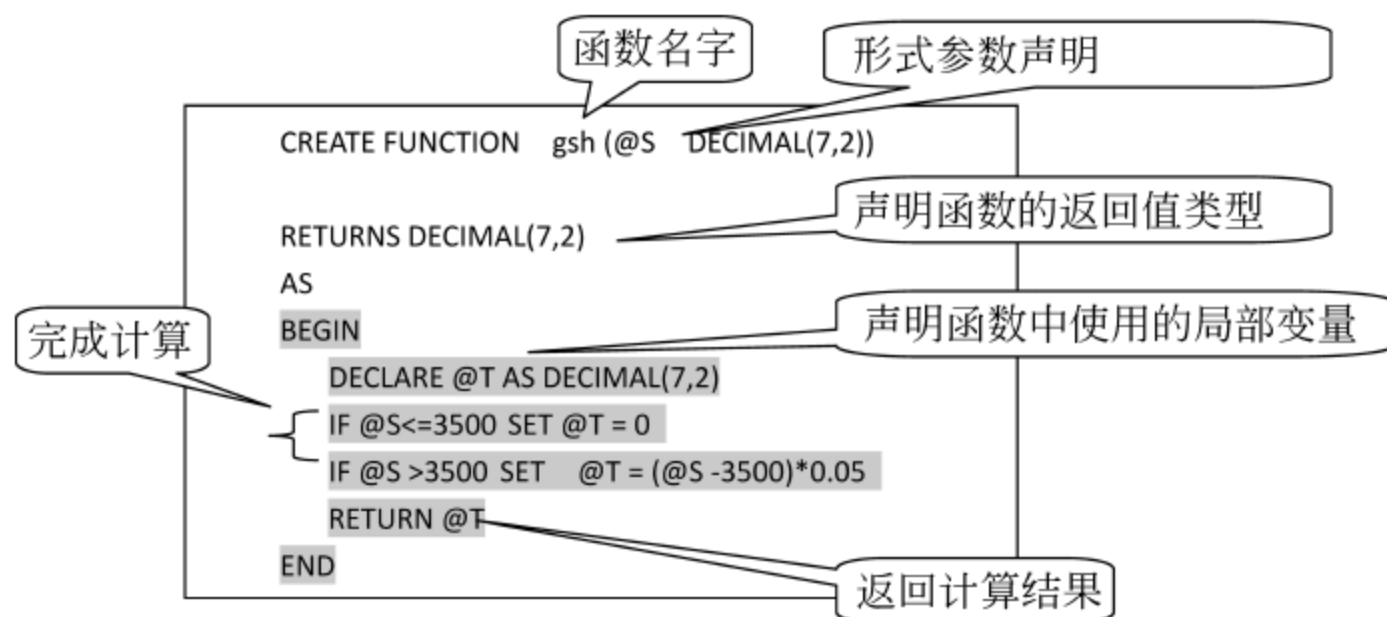 函数名字
形式参数声明
CREATE FUNCTION gsh (@S DECIMAL(7,2))
声明函数的返回值类型
RETURNS DECIMAL(7,2)
AS
声明函数中使用的局部变量
完成计算
BEGIN
DECLARE @T AS DECIMAL(7,2)
IF @S<=3500 SET @T = 0
IF @S >3500 SET @T = (@S -3500)*0.05
RETURN @T
END
返回计算结果